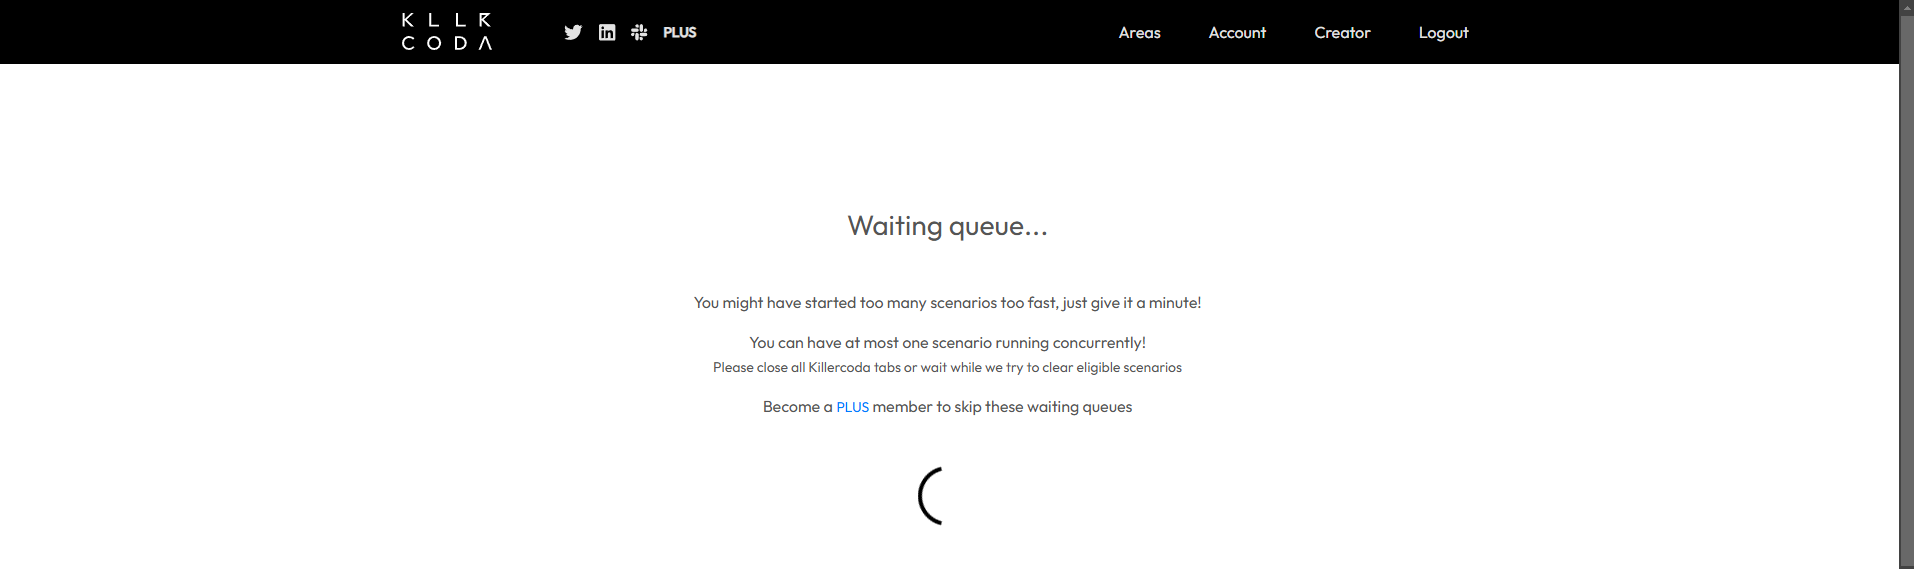 KLLR
CODA
PLUS
Areas
Account
Creator
Logout
Waiting queue...
You might have started too many scenarios too fast, just give it a minute!
You can have at most one scenario running concurrently!
Please close all Killercoda tabs or wait while we try to clear eligible scenarios
Become a PLUS member to skip these waiting queues